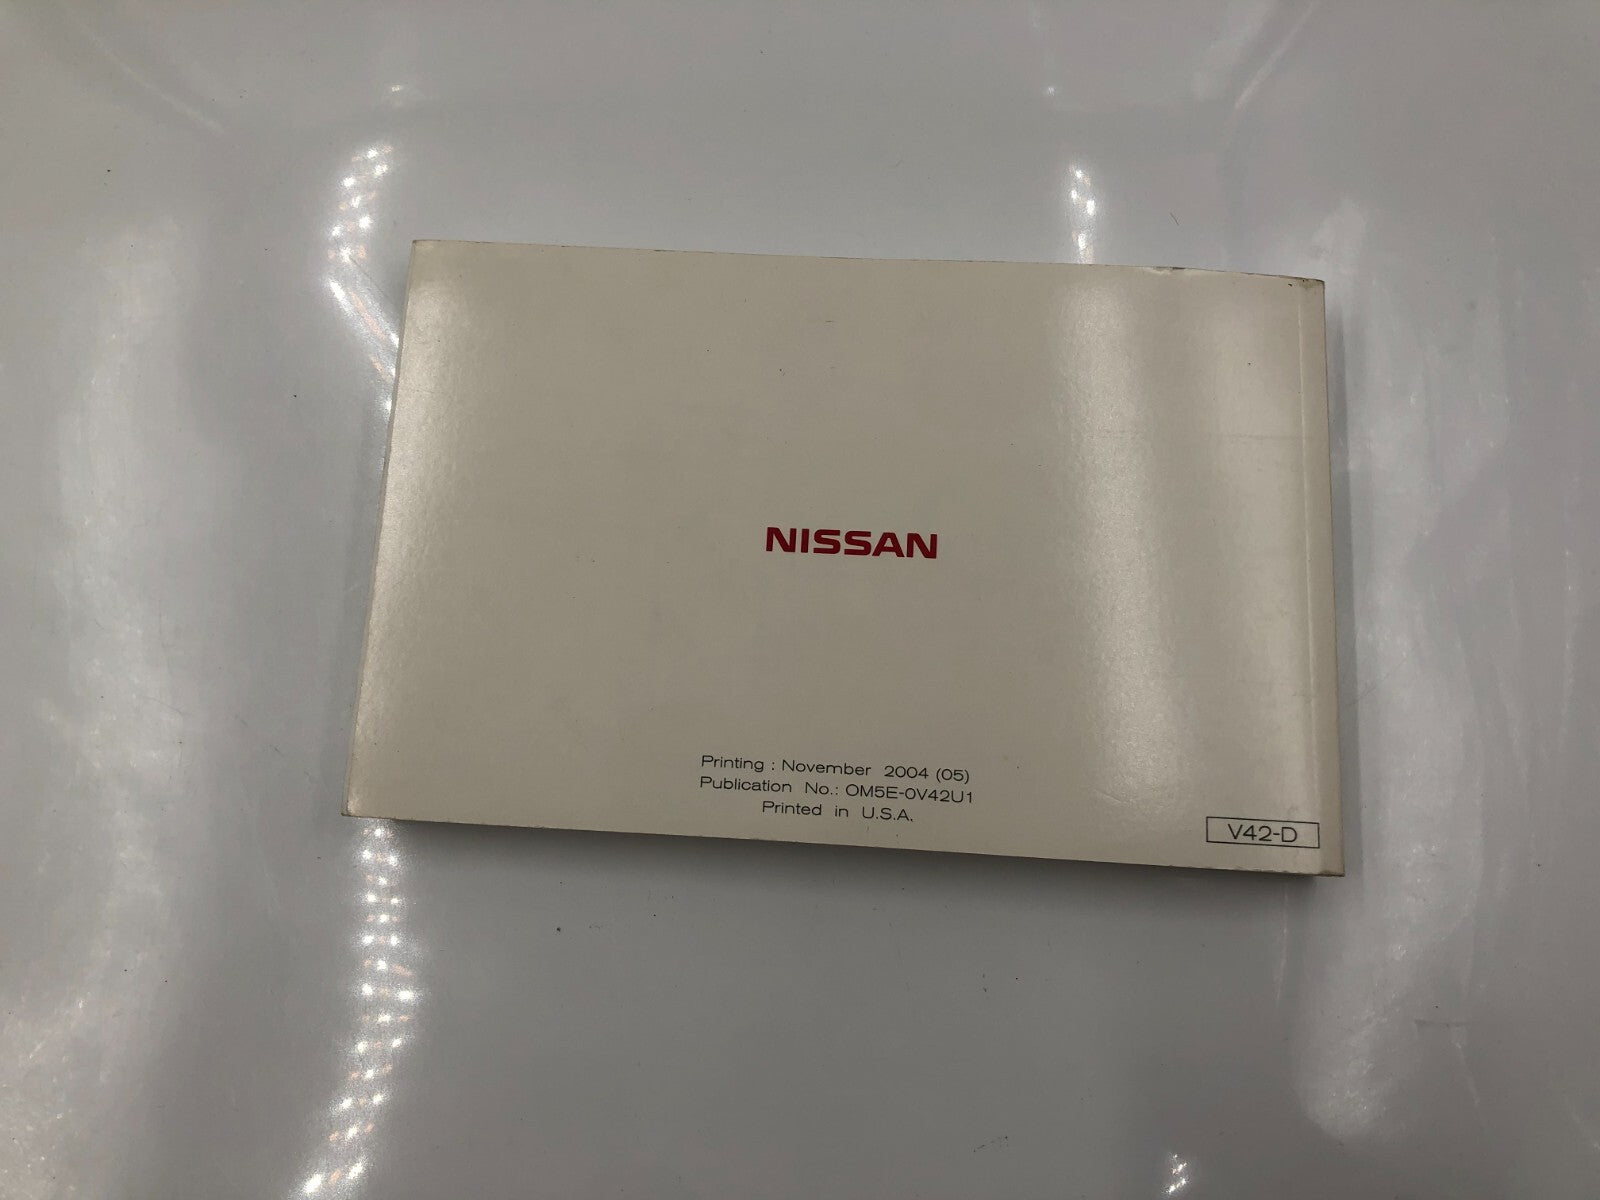 NISSAN
Printing : November 2004 (05)
Publication No.: OM5E-0V42U1
Printed in U.S.A.
V42-D